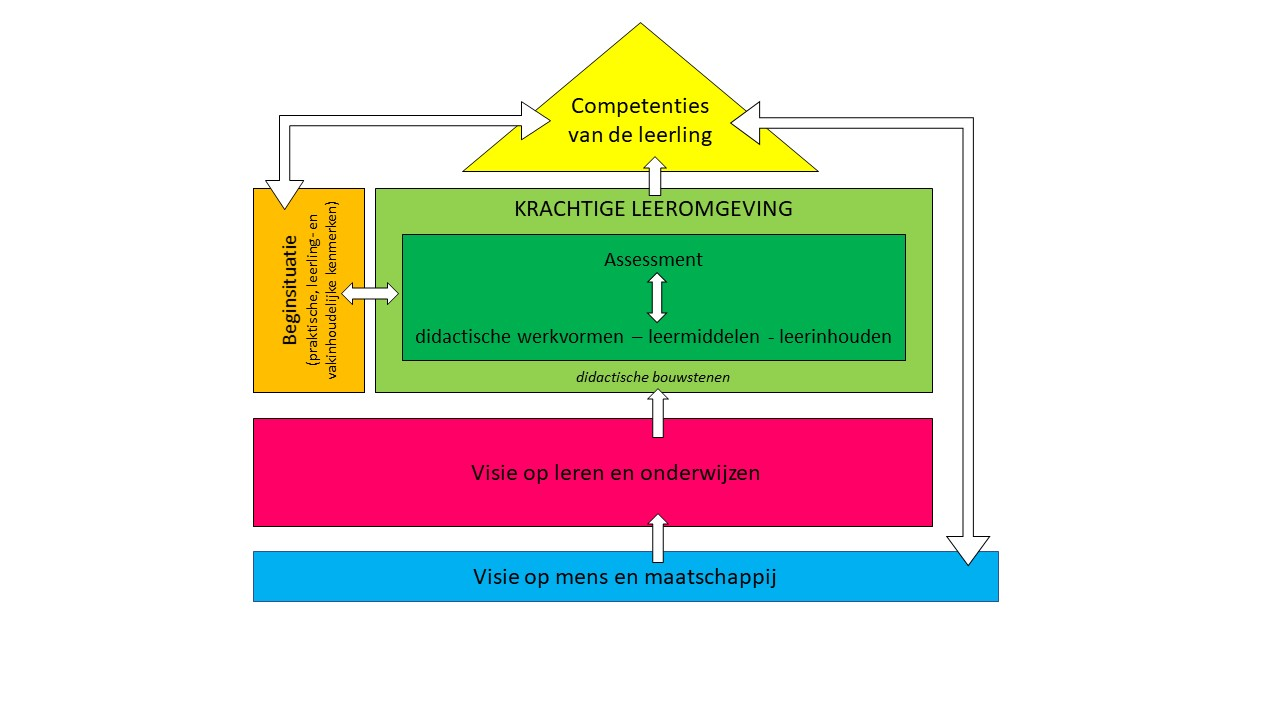 Competenties
van de leerling
Beginsituatie
(praktische, leerling- en
vakinhoudelijke kenmerken)
KRACHTIGE LEEROMGEVING
Assessment
didactische werkvormen – leermiddelen - leerinhouden
didactische bouwstenen
Visie op leren en onderwijzen
Visie op mens en maatschappij